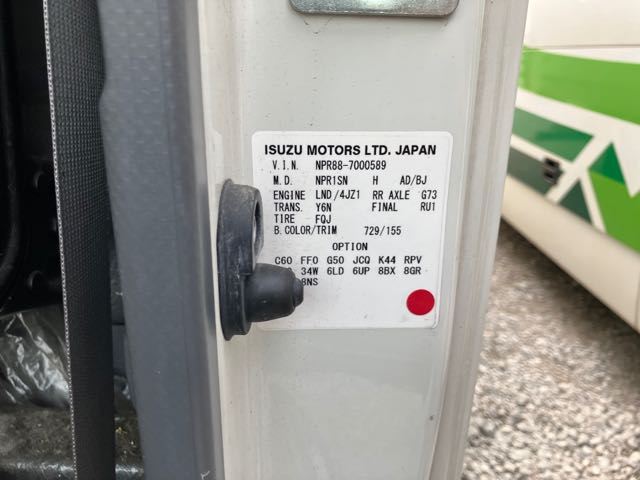 ISUZU MOTORS LTD. JAPAN
V.I.N. NPR88-7000589
M.D. NPR1SN H AD/BJ
ENGINE LND/4JZ1 RR AXLE G73
TRANS. Y6N FINAL RU1
TIRE FQJ
B.COLOR/TRIM 729/155
OPTION
C60 FF0 G50 JCQ K44 RPV
34W 6LD 6UP 8BX 8GR
8NS